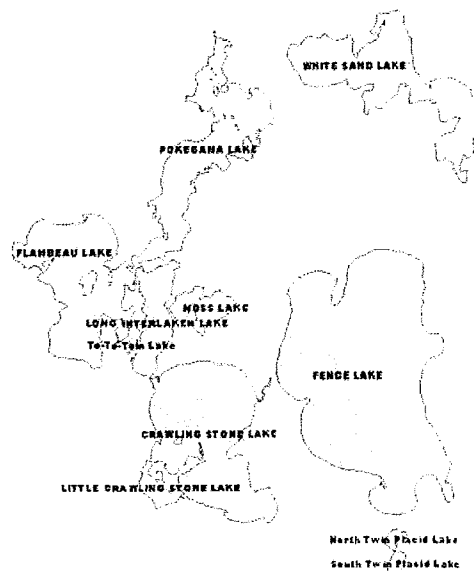 WHITE SAND LAKE
POKEGAMA LAKE
FLAMBEAU LAKE
MOSS LAKE
LONG INTERLAKEN LAKE
To-To-Tom Lake
FENCE LAKE
CRAWLING STONE LAKE
LITTLE CRAWLING STONE LAKE
North Twin Placid Lake
South Twin Placid Lake